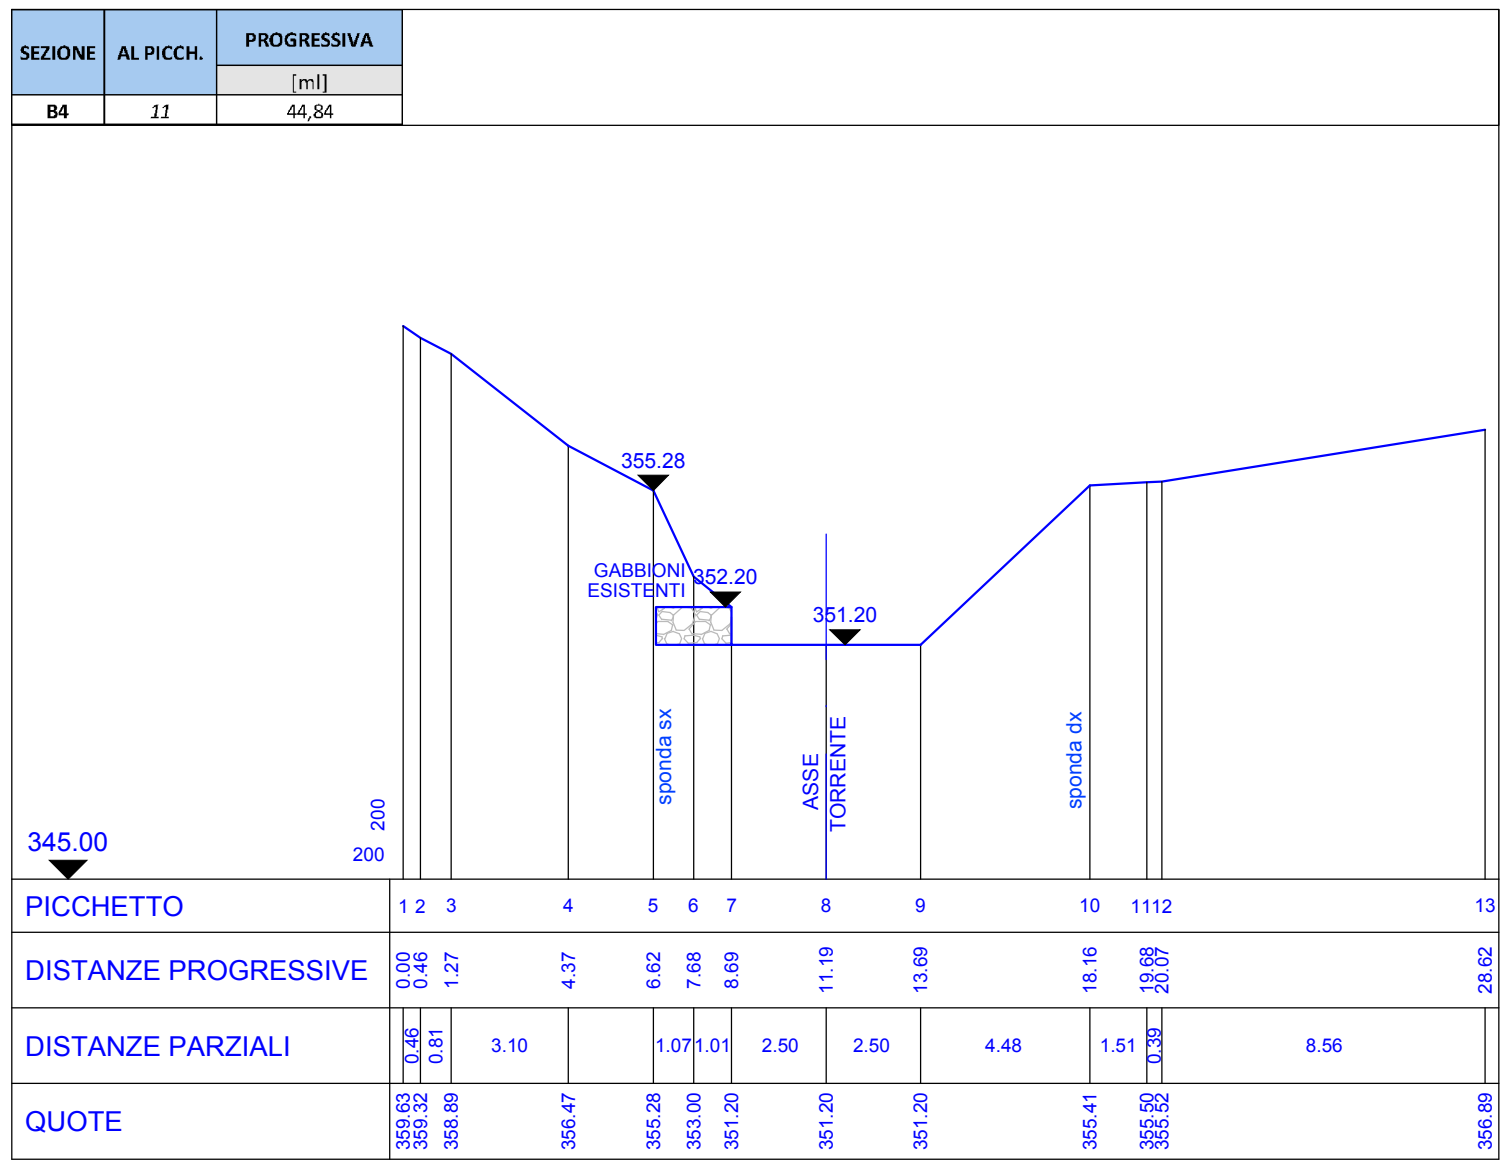 SEZIONE AL PICCH. PROGRESSIVA
[ml]
B4 11 44,84
355.28
GABBIONI
ESISTENTI
352.20
351.20
sponda sx
ASSE
TORRENTE
sponda dx
200
200
345.00
PICCHETTO 1 2 3 4 5 6 7 8 9 10 11 12 13
DISTANZE PROGRESSIVE 0.00 0.46 1.27 4.37 6.62 7.68 8.69 11.19 13.69 18.16 19.68 20.07 28.62
DISTANZE PARZIALI 0.46 0.81 3.10 1.07 1.01 2.50 2.50 4.48 1.51 0.39 8.56
QUOTE 359.63 359.32 358.89 356.47 355.28 353.00 351.20 351.20 351.20 355.41 355.50 355.52 356.89